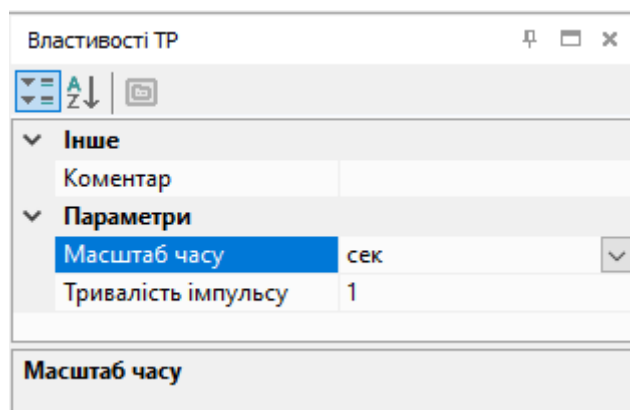 Властивості TP
Інше
Коментар
Параметри
Масштаб часу сек
Тривалість імпульсу 1
Масштаб часу